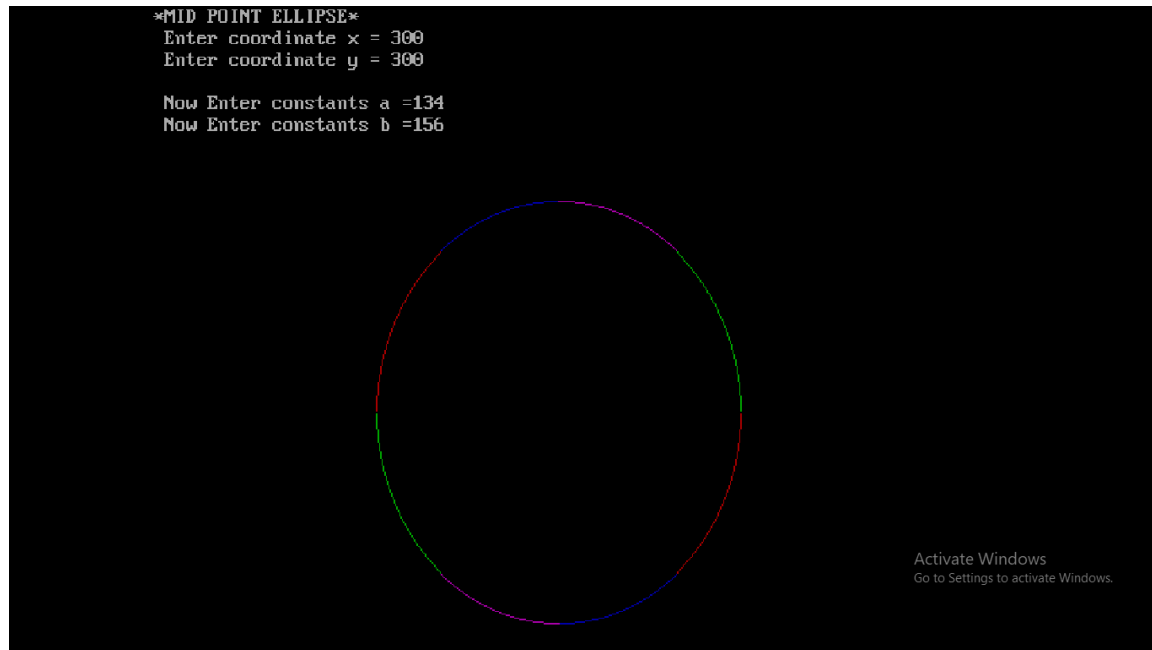 *MID POINT ELLIPSE*
Enter coordinate x = 300
Enter coordinate y = 300
Now Enter constants a =134
Now Enter constants b =156
Activate Windows
Go to Settings to activate Windows.